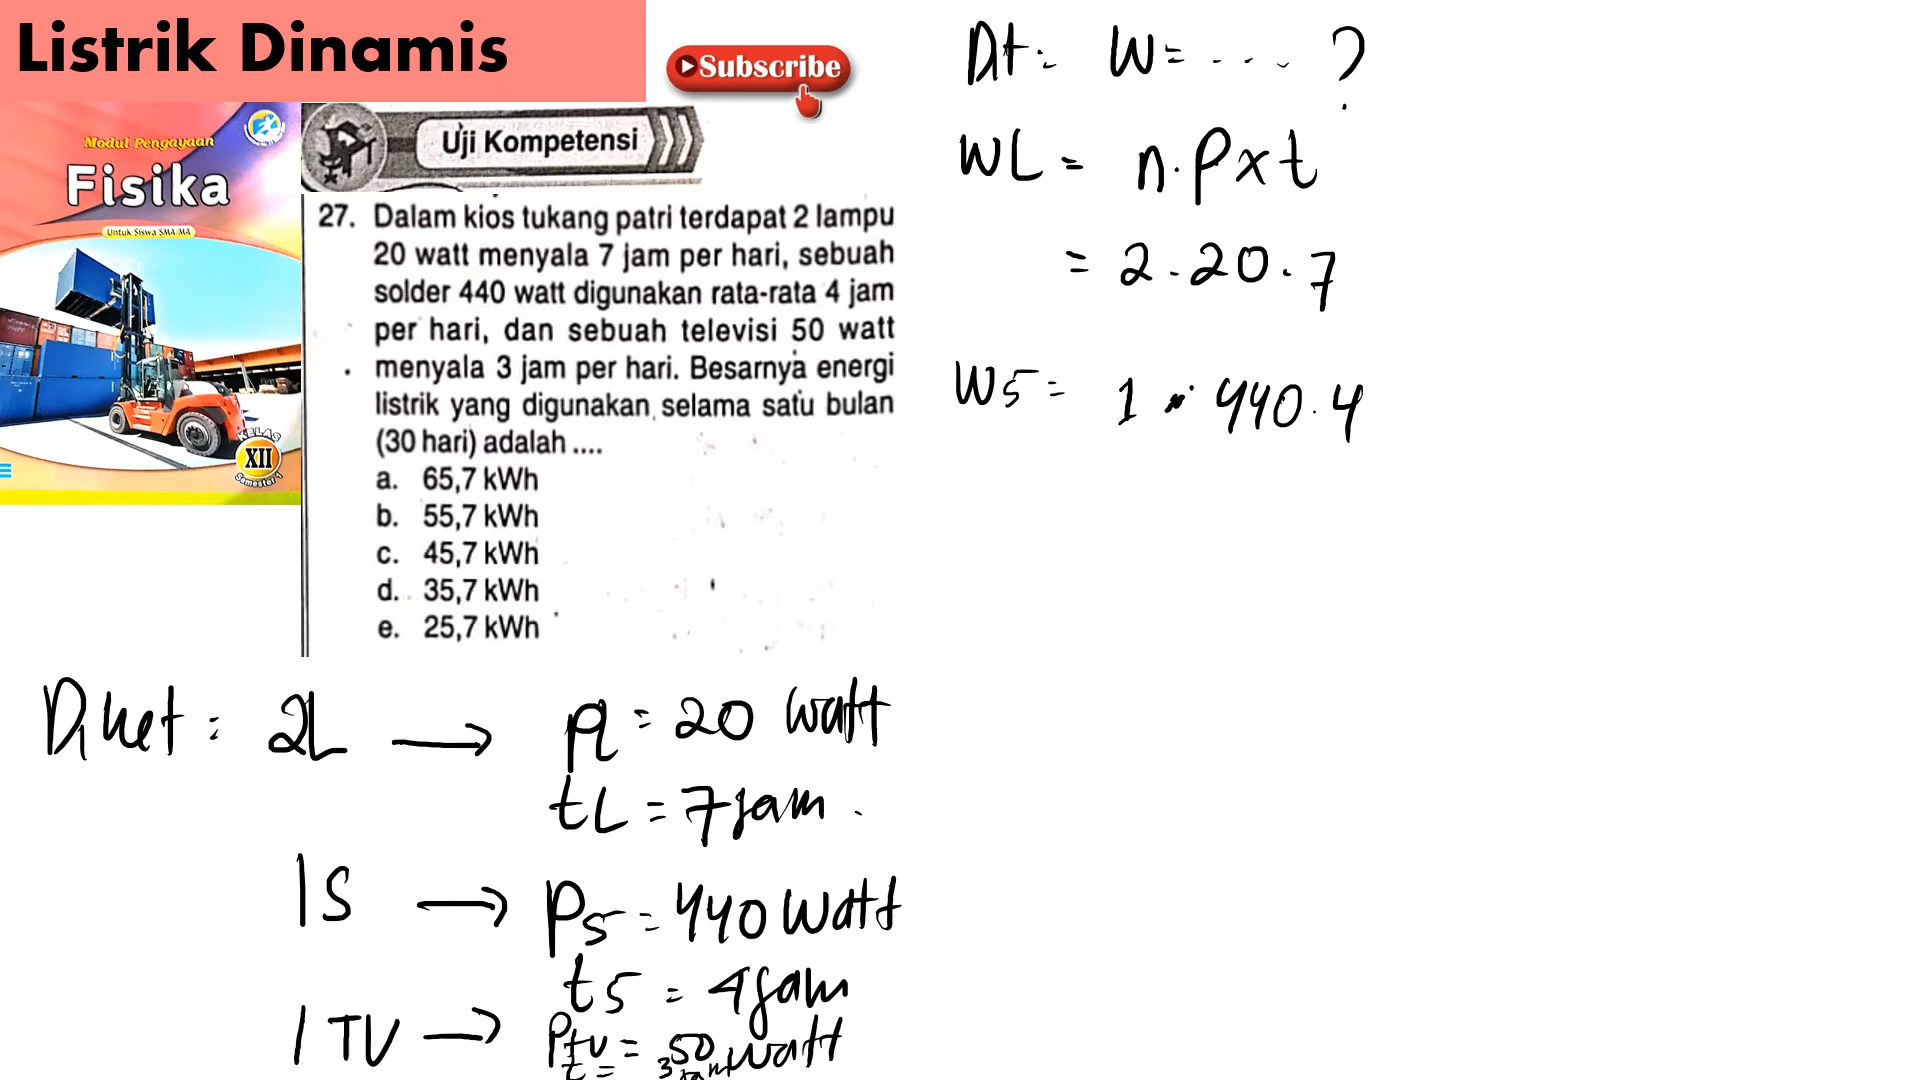 Listrik Dinamis
Subscribe
Modul Pengayaan
Fisika
Untuk Siswa SMA/MA
KELAS
XII
Semester 1
Uji Kompetensi
27. Dalam kios tukang patri terdapat 2 lampu
20 watt menyala 7 jam per hari, sebuah
solder 440 watt digunakan rata-rata 4 jam
per hari, dan sebuah televisi 50 watt
menyala 3 jam per hari. Besarnya energi
listrik yang digunakan selama satu bulan
(30 hari) adalah ....
a. 65,7 kWh
b. 55,7 kWh
c. 45,7 kWh
d. 35,7 kWh
e. 25,7 kWh
Diket : 2L → PL = 20 watt
tL = 7 jam .
1 S → PS = 440 Watt
tS = 4 jam
1 TV → Ptv = 50 watt
t = 3 jam
Dt : W = .... ?
WL = n.P x t
= 2.20.7
WS = 1 . 440.4